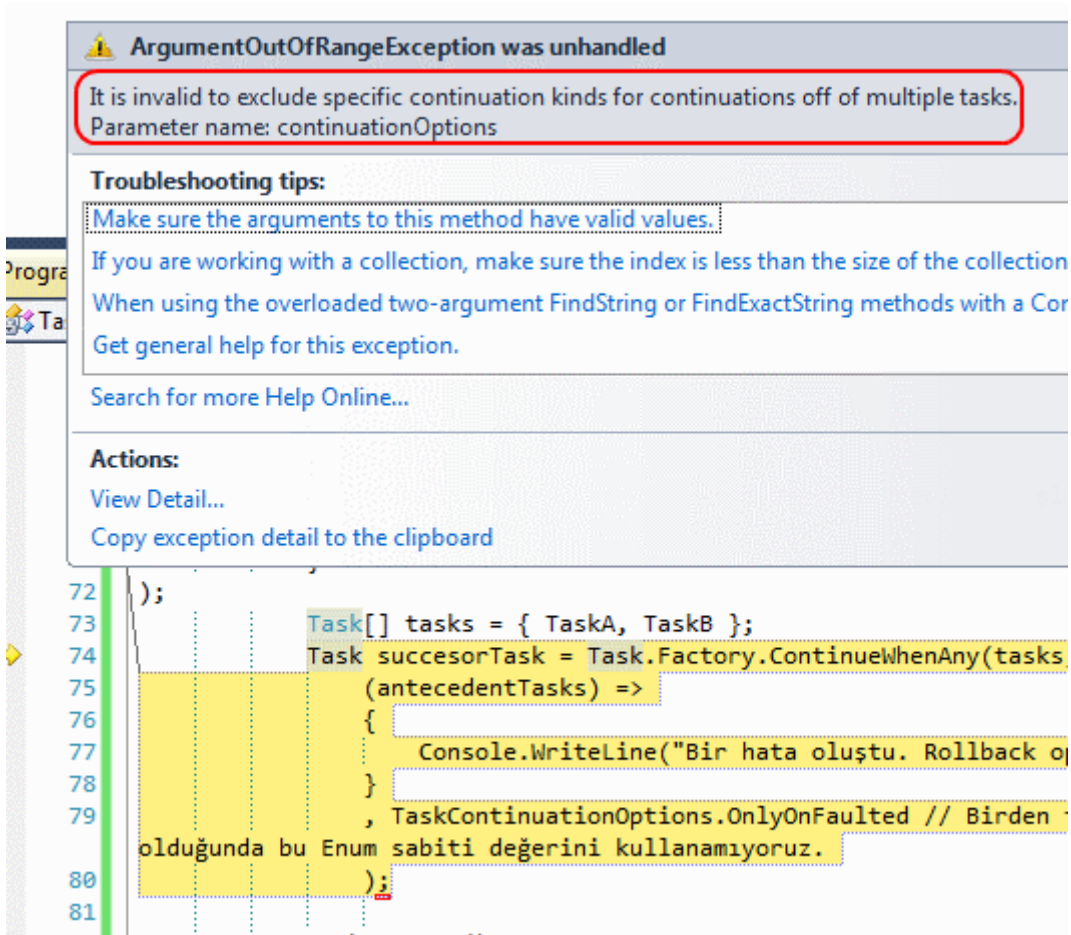 ArgumentOutOfRangeException was unhandled
It is invalid to exclude specific continuation kinds for continuations off of multiple tasks.
Parameter name: continuationOptions
Troubleshooting tips:
Make sure the arguments to this method have valid values.
If you are working with a collection, make sure the index is less than the size of the collection
When using the overloaded two-argument FindString or FindExactString methods with a Cor
Get general help for this exception.
Search for more Help Online...
Actions:
View Detail...
Copy exception detail to the clipboard
Progra
Ta
72 );
73 Task[] tasks = { TaskA, TaskB };
74 Task succesorTask = Task.Factory.ContinueWhenAny(tasks,
75 (antecedentTasks) =>
76 {
77 Console.WriteLine("Bir hata oluştu. Rollback op
78 }
79 , TaskContinuationOptions.OnlyOnFaulted // Birden
olduğunda bu Enum sabiti değerini kullanamıyoruz.
80 );
81